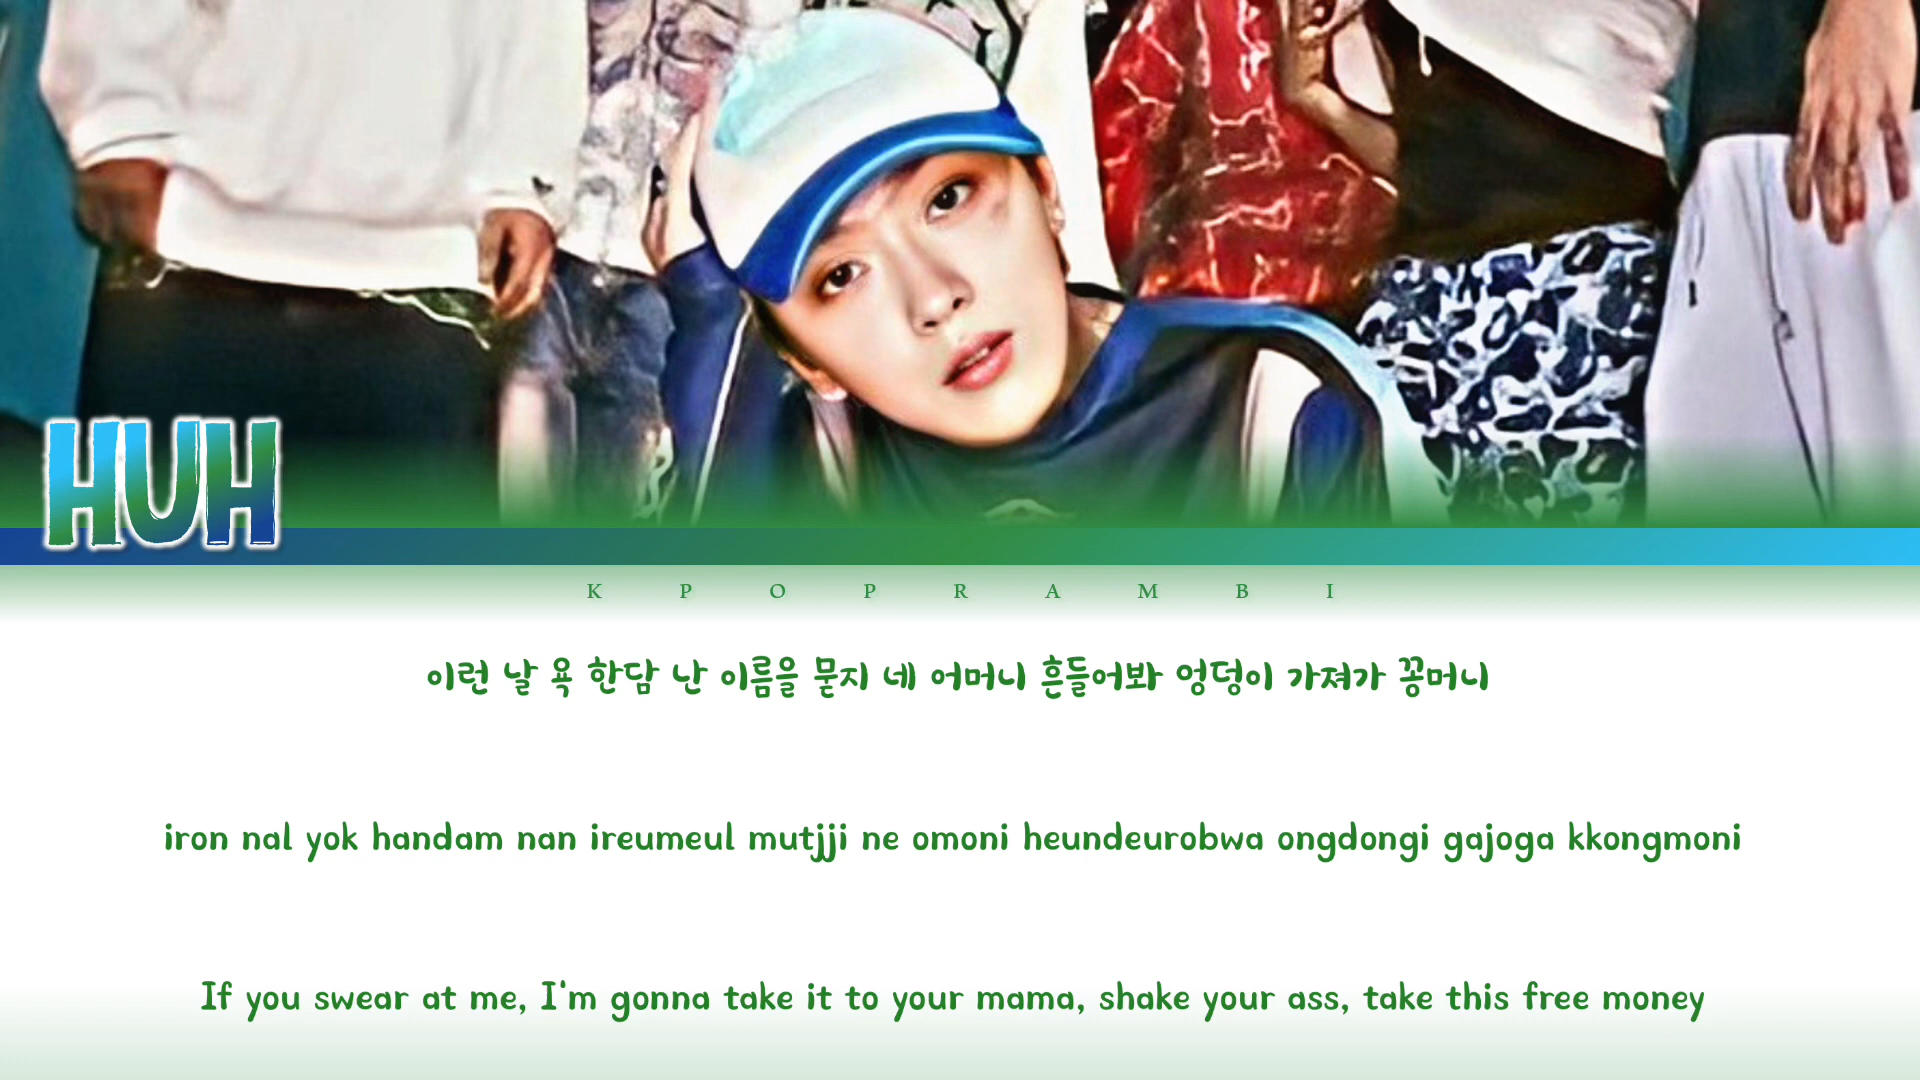 HUH
K P O P R A M B I
이런 날 욕 한담 난 이름을 묻지 네 어머니 흔들어봐 엉덩이 가져가 꽁머니
iron nal yok handam nan ireumeul mutjji ne omoni heundeurobwa ongdongi gajoga kkongmoni
If you swear at me, I'm gonna take it to your mama, shake your ass, take this free money